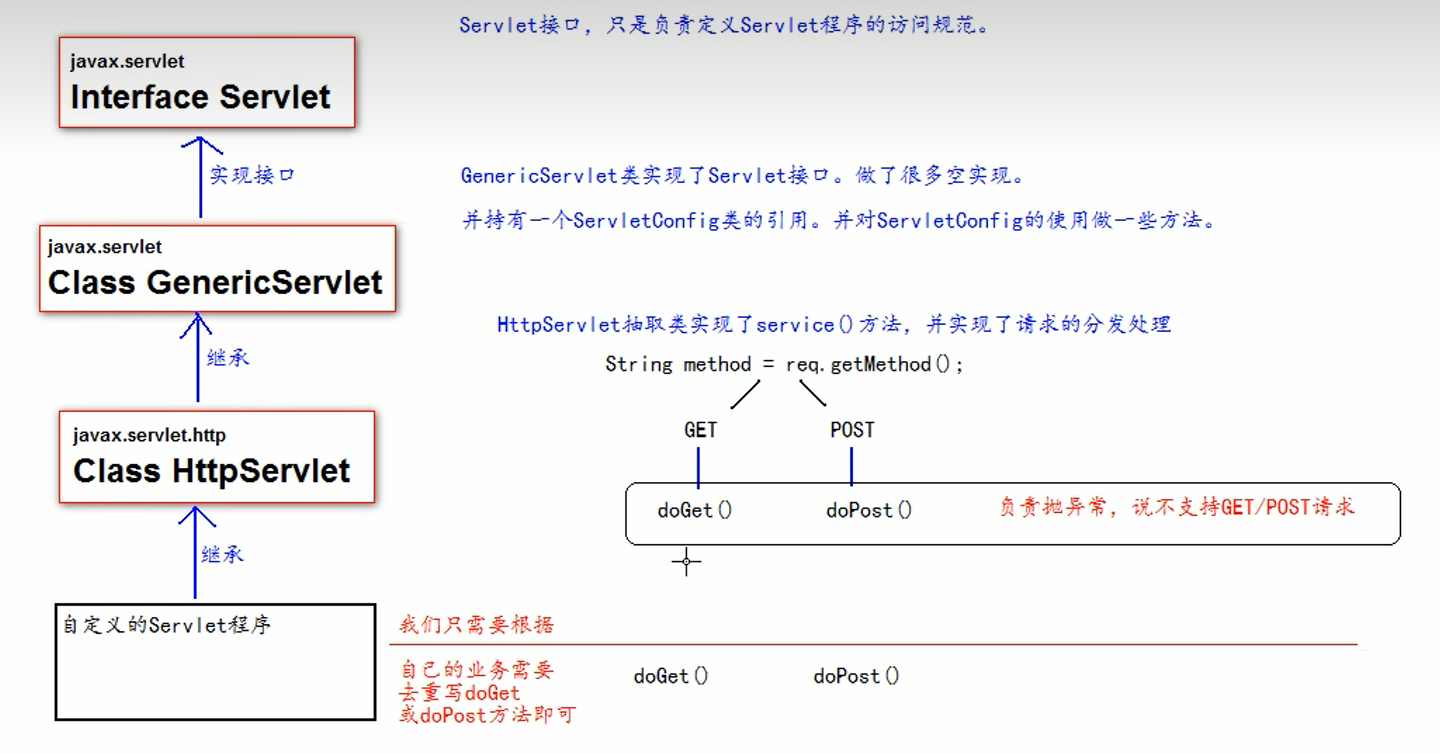 Servlet接口，只是负责定义Servlet程序的访问规范。
javax.servlet
Interface Servlet
实现接口
GenericServlet类实现了Servlet接口。做了很多空实现。
并持有一个ServletConfig类的引用。并对ServletConfig的使用做一些方法。
javax.servlet
Class GenericServlet
继承
HttpServlet抽取类实现了service()方法，并实现了请求的分发处理
String method = req.getMethod();
GET POST
javax.servlet.http
Class HttpServlet
doGet() doPost() 负责抛异常，说不支持GET/POST请求
继承
自定义的Servlet程序
我们只需要根据
自己的业务需要
去重写doGet
或doPost方法即可
doGet() doPost()